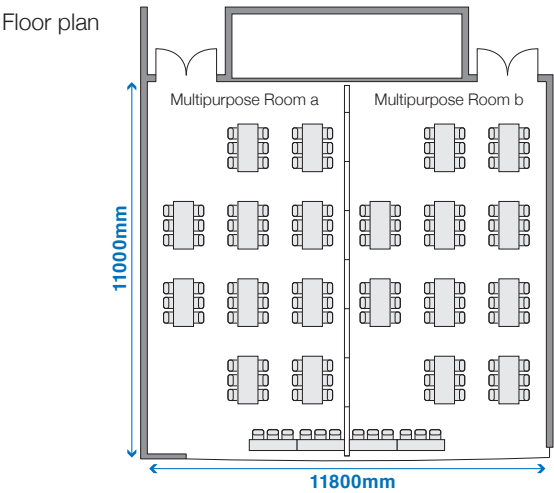 Floor plan
Multipurpose Room a
Multipurpose Room b
11000mm
11800mm